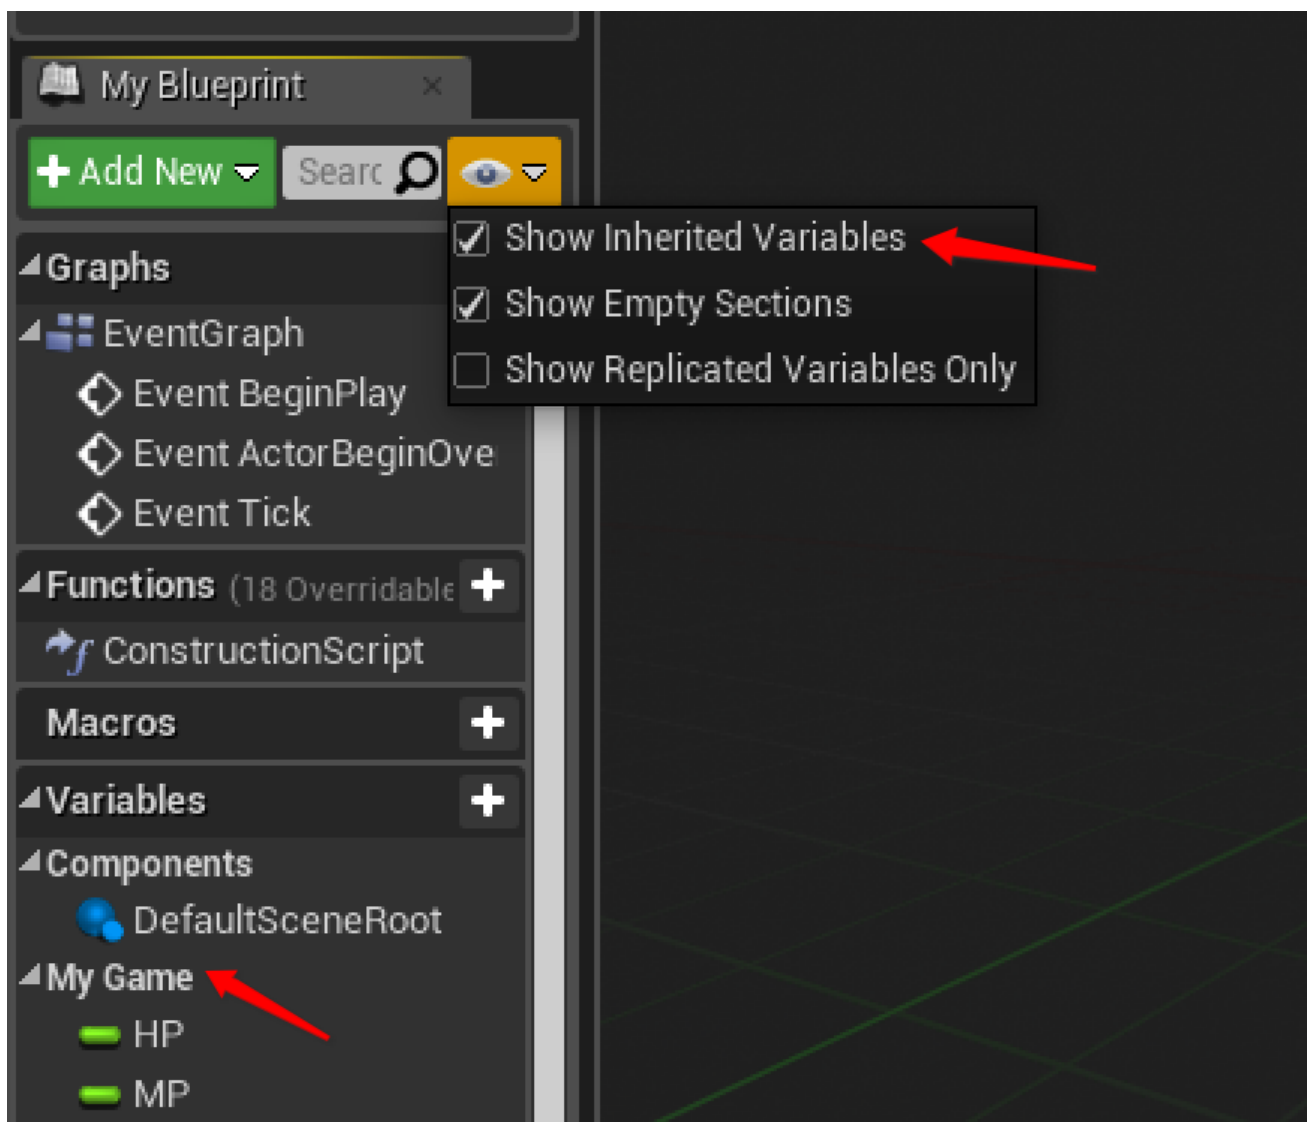 My Blueprint
Add New
Searc
Show Inherited Variables
Show Empty Sections
Show Replicated Variables Only
Graphs
EventGraph
Event BeginPlay
Event ActorBeginOve
Event Tick
Functions (18 Overridable
ConstructionScript
Macros
Variables
Components
DefaultSceneRoot
My Game
HP
MP